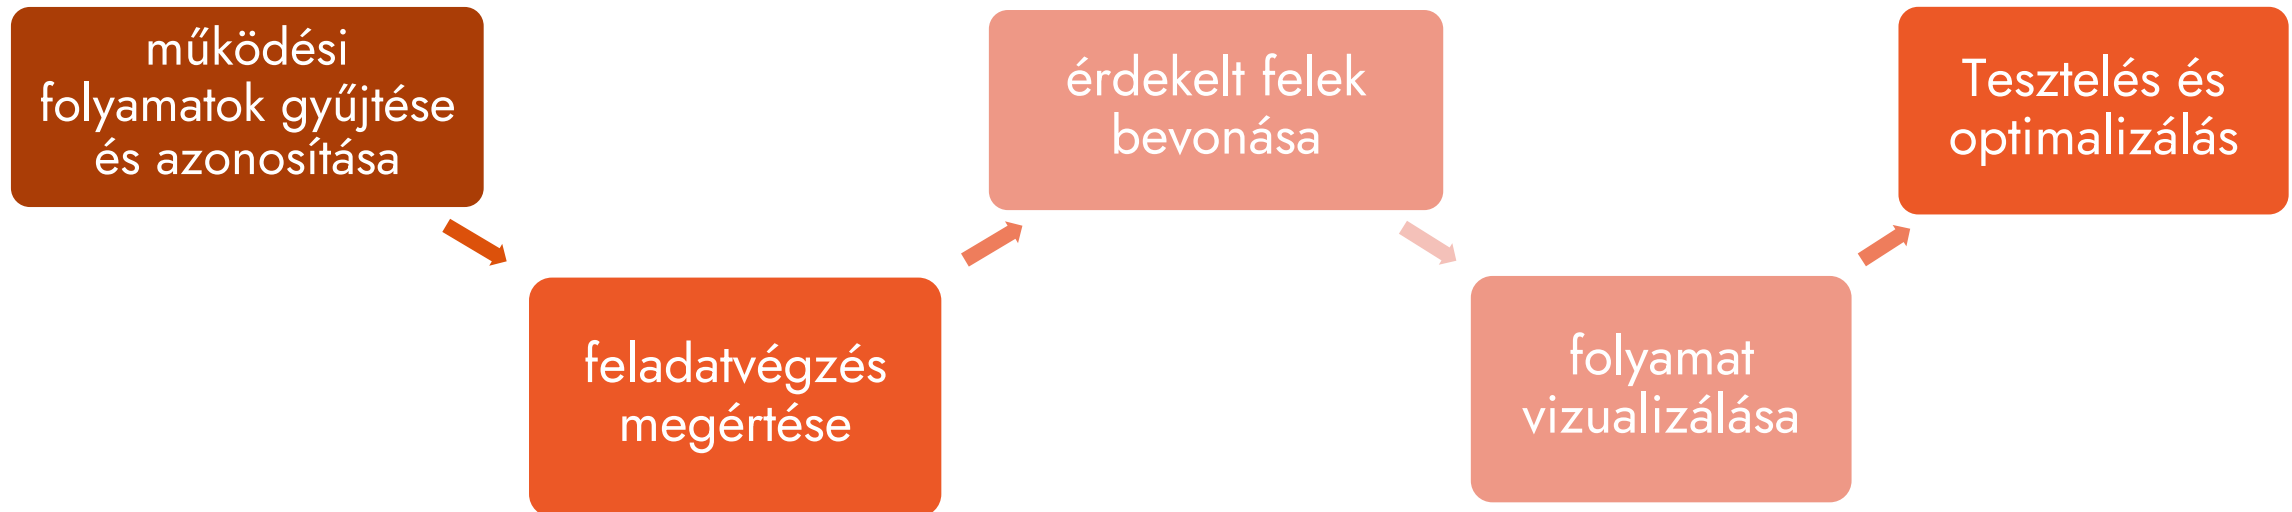 működési
folyamatok gyűjtése
és azonosítása
feladatvégzés
megértése
érdekelt felek
bevonása
folyamat
vizualizálása
Tesztelés és
optimalizálás